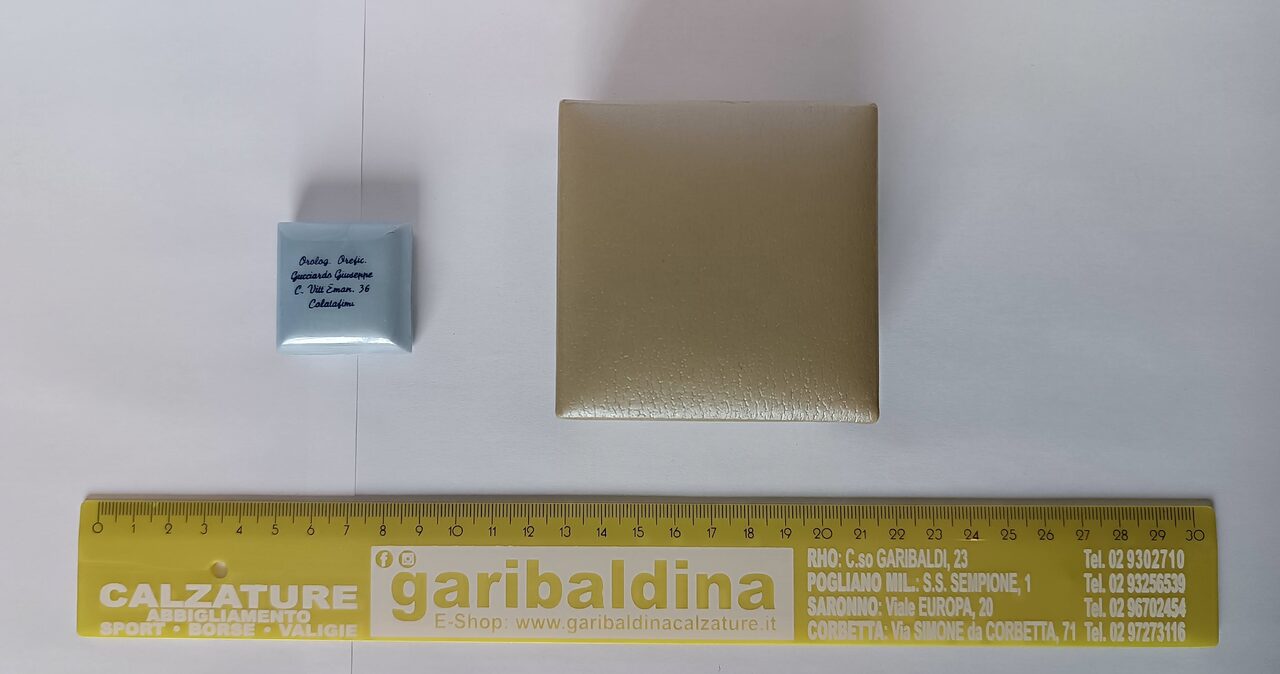 Orolog. Orefic.
Gucciardo Giuseppe
C. Vitt Eman. 36
Calatafimi
0 1 2 3 4 5 6 7 8 9 10 11 12 13 14 15 16 17 18 19 20 21 22 23 24 25 26 27 28 29 30
CALZATURE
ABBIGLIAMENTO
SPORT • BORSE • VALIGIE
garibaldina
E-Shop: www.garibaldinacalzature.it
RHO: C.so GARIBALDI, 23 Tel. 02 9302710
POGLIANO MIL.: S.S. SEMPIONE, 1 Tel. 02 93256539
SARONNO: Viale EUROPA, 20 Tel. 02 96702454
CORBETTA: Via SIMONE da CORBETTA, 71 Tel. 02 97273116